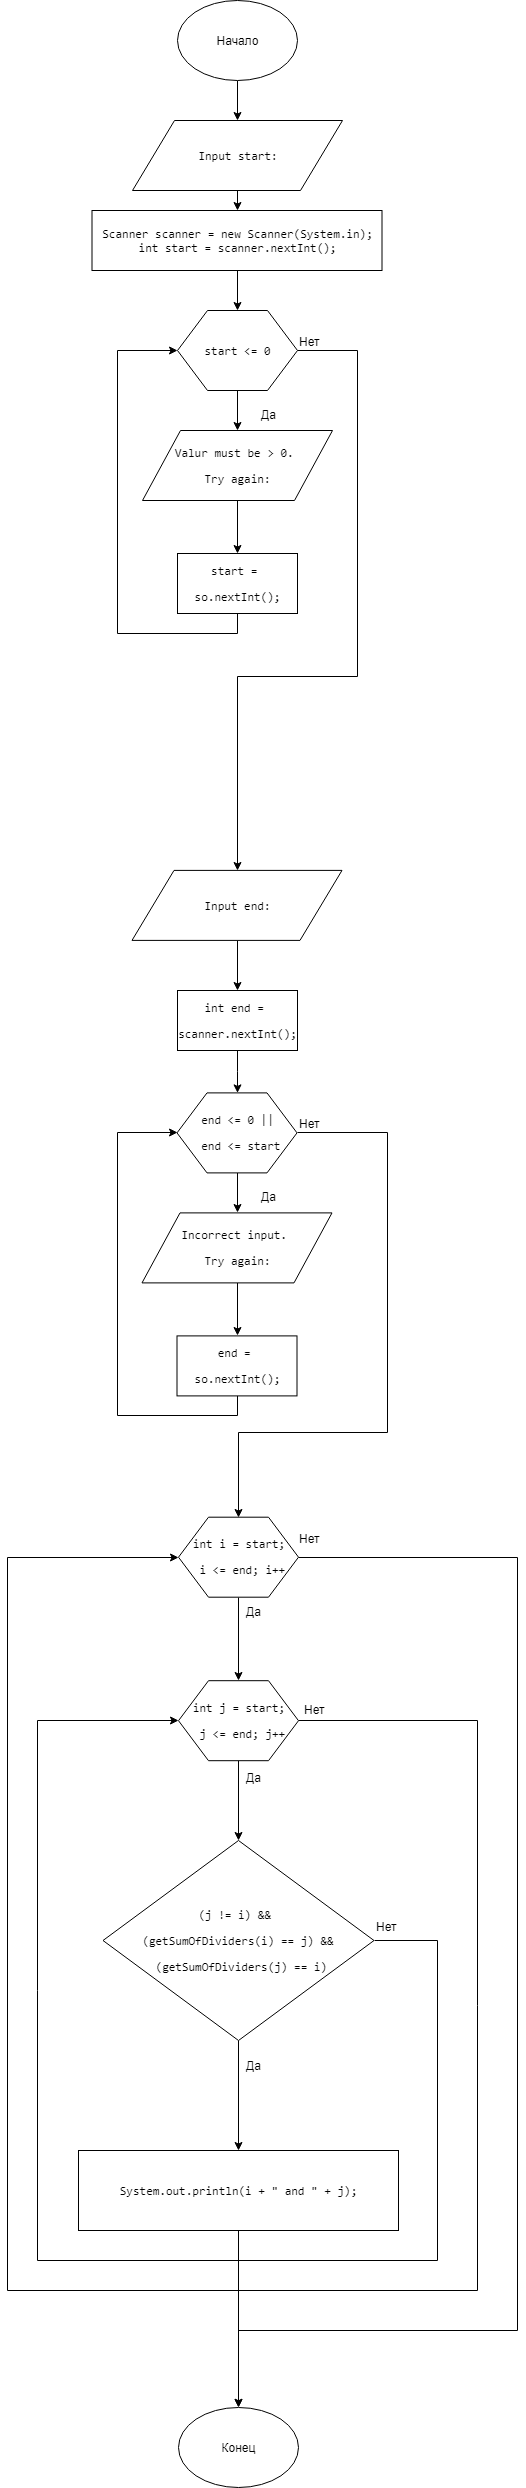 Начало
Input start:
Scanner scanner = new Scanner(System.in);
int start = scanner.nextInt();
start <= 0
Нет
Да
Valur must be > 0.
Try again:
start =
so.nextInt();
Input end:
int end =
scanner.nextInt();
end <= 0 ||
end <= start
Нет
Да
Incorrect input.
Try again:
end =
so.nextInt();
int i = start;
i <= end; i++
Нет
Да
int j = start;
j <= end; j++
Нет
Да
(j != i) &&
(getSumOfDividers(i) == j) &&
(getSumOfDividers(j) == i)
Нет
Да
System.out.println(i + " and " + j);
Конец